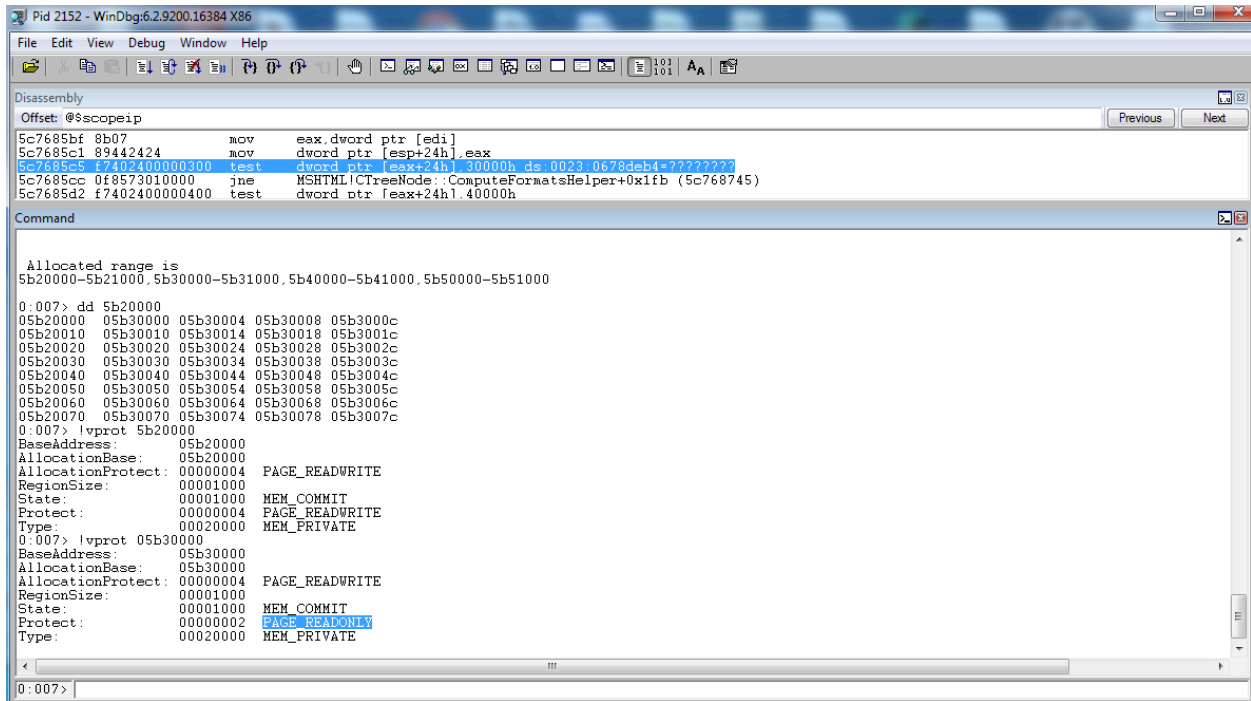 Pid 2152 - WinDbg:6.2.9200.16384 X86
File Edit View Debug Window Help
Disassembly
Offset: @$scopeip Previous Next
5c7685bf 8b07 mov eax,dword ptr [edi]
5c7685c1 89442424 mov dword ptr [esp+24h],eax
5c7685c5 f7402400000300 test dword ptr [eax+24h],30000h ds:0023:0678deb4=????????
5c7685cc 0f8573010000 jne MSHTML!CTreeNode::ComputeFormatsHelper+0x1fb (5c768745)
5c7685d2 f7402400000400 test dword ptr [eax+24h],40000h
Command
Allocated range is
5b20000-5b21000,5b30000-5b31000,5b40000-5b41000,5b50000-5b51000
0:007> dd 5b20000
05b20000 05b30000 05b30004 05b30008 05b3000c
05b20010 05b30010 05b30014 05b30018 05b3001c
05b20020 05b30020 05b30024 05b30028 05b3002c
05b20030 05b30030 05b30034 05b30038 05b3003c
05b20040 05b30040 05b30044 05b30048 05b3004c
05b20050 05b30050 05b30054 05b30058 05b3005c
05b20060 05b30060 05b30064 05b30068 05b3006c
05b20070 05b30070 05b30074 05b30078 05b3007c
0:007> !vprot 5b20000
BaseAddress: 05b20000
AllocationBase: 05b20000
AllocationProtect: 00000004 PAGE_READWRITE
RegionSize: 00001000
State: 00001000 MEM_COMMIT
Protect: 00000004 PAGE_READWRITE
Type: 00020000 MEM_PRIVATE
0:007> !vprot 05b30000
BaseAddress: 05b30000
AllocationBase: 05b30000
AllocationProtect: 00000004 PAGE_READWRITE
RegionSize: 00001000
State: 00001000 MEM_COMMIT
Protect: 00000002 PAGE_READONLY
Type: 00020000 MEM_PRIVATE
0:007>